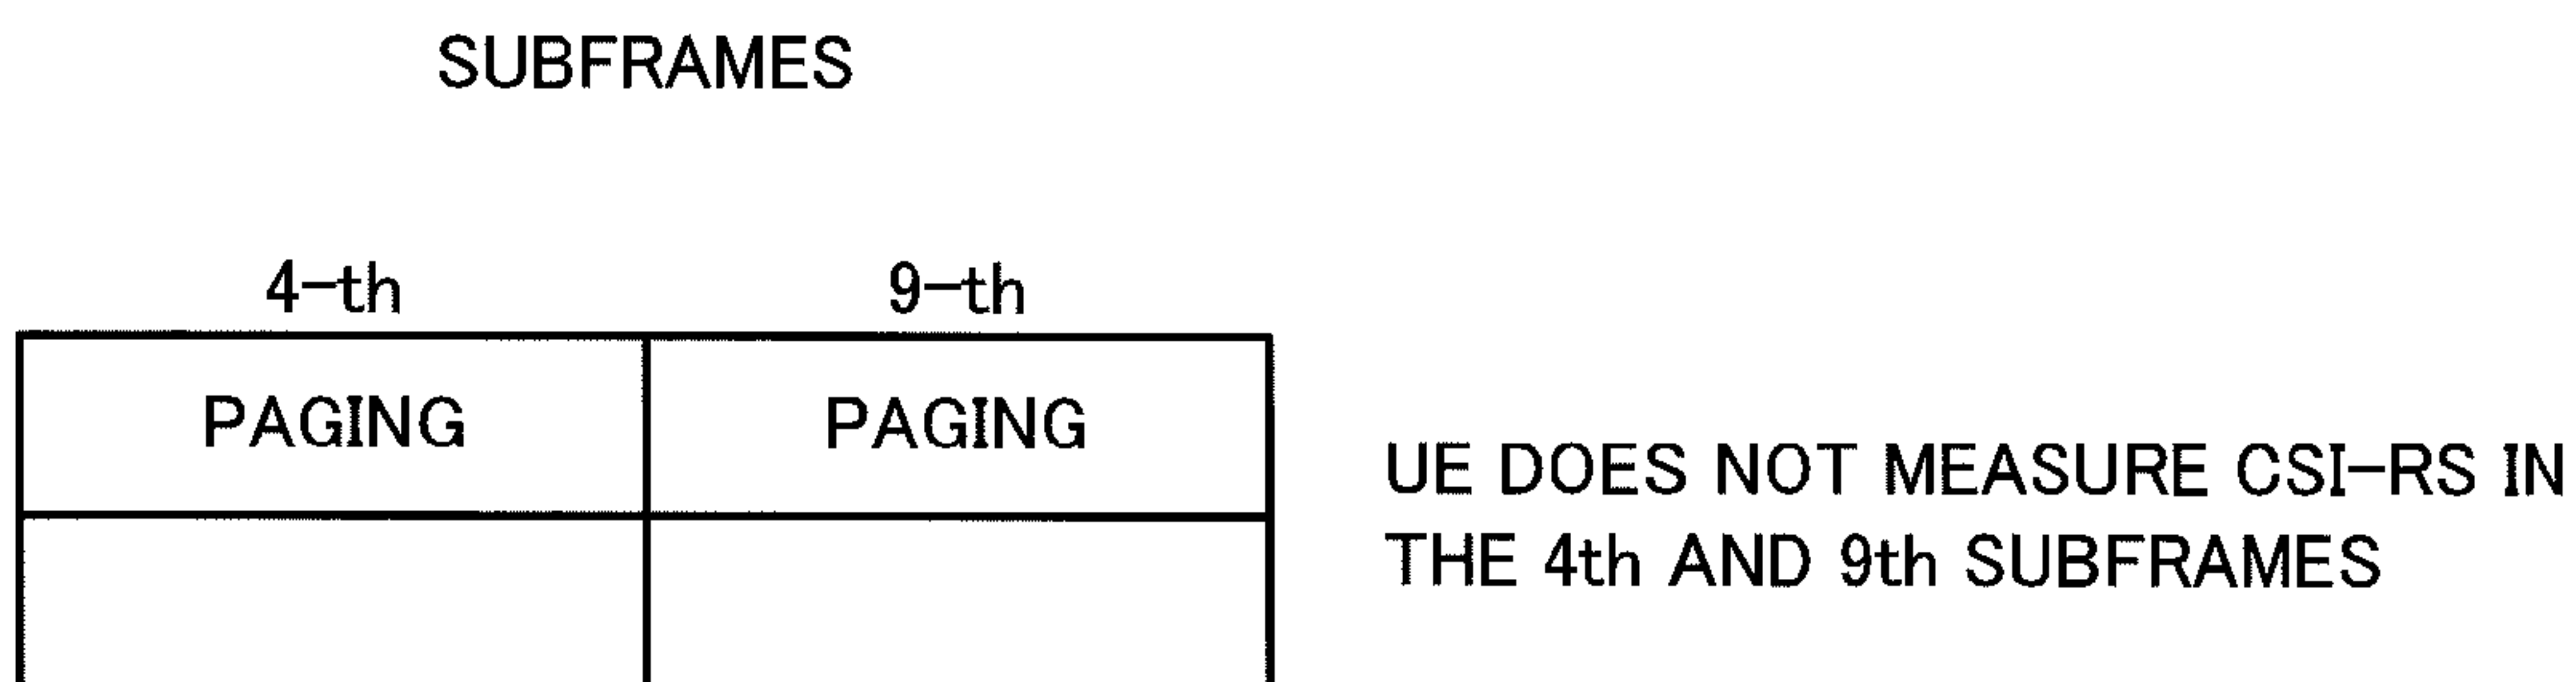 SUBFRAMES
4-th 9-th
PAGING PAGING
UE DOES NOT MEASURE CSI-RS IN
THE 4th AND 9th SUBFRAMES